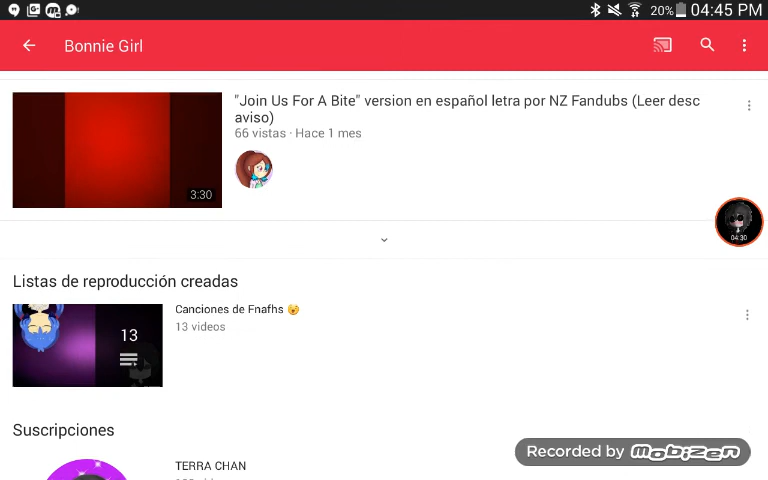 20% 04:45 PM
Bonnie Girl
"Join Us For A Bite" version en español letra por NZ Fandubs (Leer desc
aviso)
66 vistas · Hace 1 mes
3:30
04:30
Listas de reproducción creadas
Canciones de Fnafhs 😯
13 videos
13
Suscripciones
TERRA CHAN
Recorded by mobizen